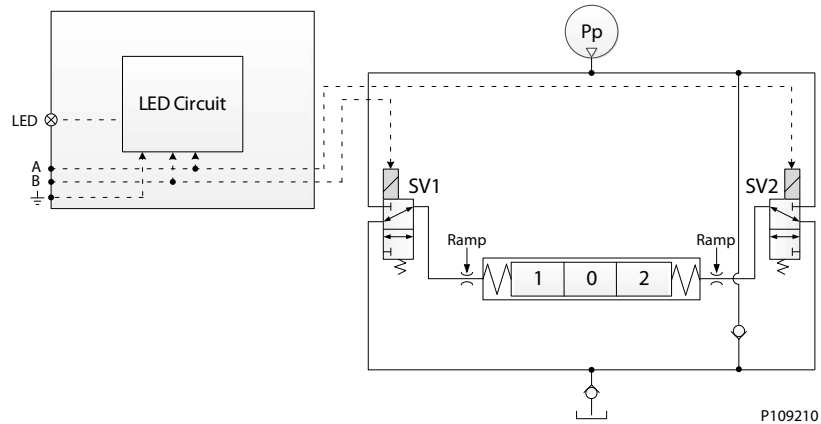 Pp
LED Circuit
LED
A
B
SV1
SV2
Ramp
Ramp
1 0 2
P109210